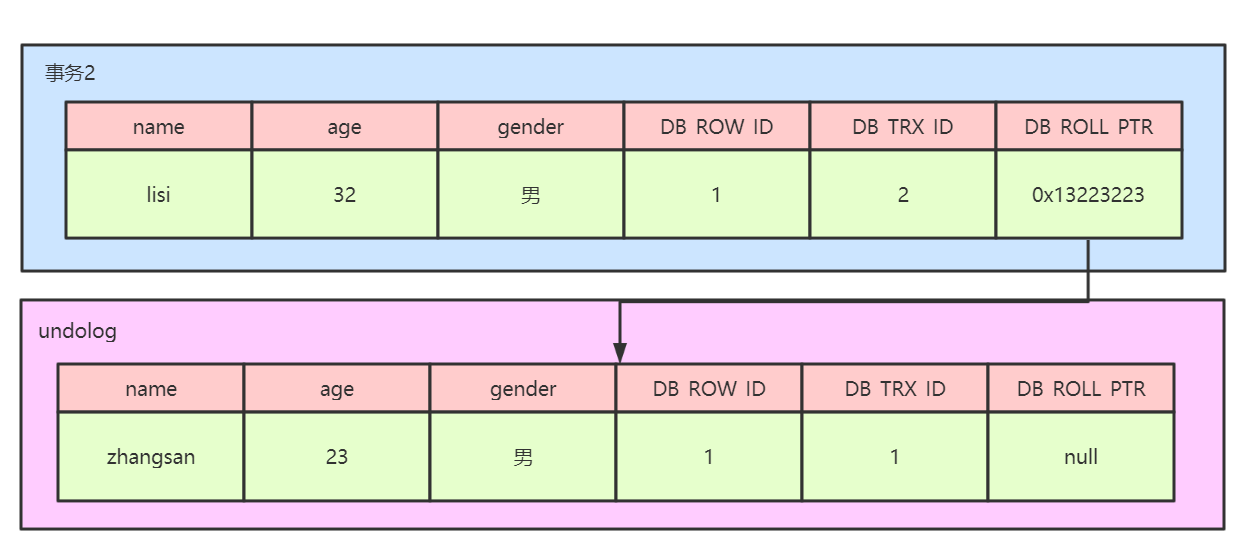 事务2
name age gender DB ROW ID DB TRX ID DB ROLL PTR
lisi 32 男 1 2 0x13223223
undolog
name age gender DB ROW ID DB TRX ID DB ROLL PTR
zhangsan 23 男 1 1 null